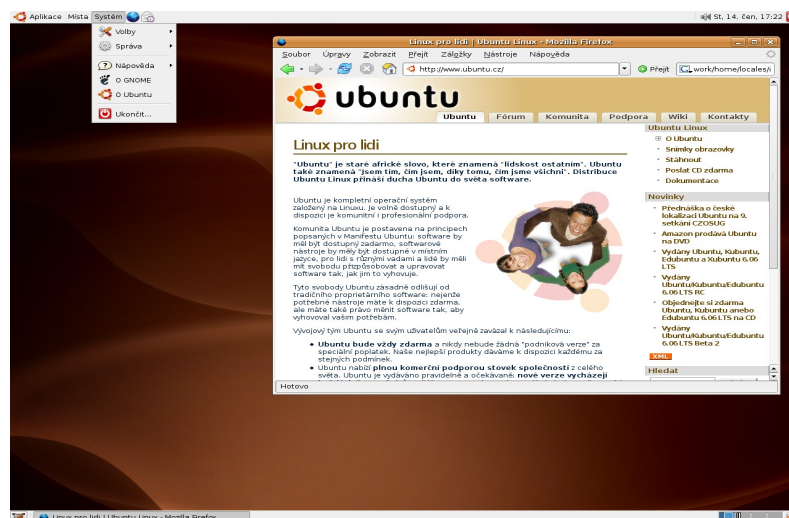 Aplikace Místa Systém
St, 14. čen, 17:22
Volby
Správa
Nápověda
O GNOME
O Ubuntu
Ukončit...
Linux pro lidi | Ubuntu Linux - Mozilla Firefox
Soubor Úpravy Zobrazit Přejít Záložky Nástroje Nápověda
http://www.ubuntu.cz/
Přejít
work/home/locales/i
ubuntu
Ubuntu Fórum Komunita Podpora Wiki Kontakty
Linux pro lidi
"Ubuntu" je staré africké slovo, které znamená "lidskost ostatním". Ubuntu
také znamená "Jsem tím, čím jsem, díky tomu, čím jsme všichni". Distribuce
Ubuntu Linux přináší ducha Ubuntu do světa software.
Ubuntu je kompletní operační systém
založený na Linuxu, je volně dostupný a k
dispozici je komunitní i profesionální podpora.
Komunita Ubuntu je postavena na principech
popsaných v Manifestu Ubuntu: software by
měl být dostupný zadarmo, softwarové
nástroje by měly být dostupné v místním
jazyce, pro lidi s různými vadami a lidé by měli
mít svobodu přizpůsobovat a upravovat
software tak, jak jim to vyhovuje.
Tyto svobody Ubuntu zásadně odlišují od
tradičního proprietárního software: nejenže
potřebné nástroje máte k dispozici zdarma,
ale máte také právo měnit software tak, aby
vyhovoval vašim potřebám.
Vývojový tým Ubuntu se svým uživatelům veřejně zavázal k následujícímu:
• Ubuntu bude vždy zdarma a nikdy nebude žádná "podniková verze" za
speciální poplatek. Naše nejlepší produkty dáváme k dispozici každému za
stejných podmínek.
• Ubuntu nabízí plnou komerční podporou stovek společností z celého
světa. Ubuntu je vydáváno pravidelně a očekávaně; nové verze vycházejí
Ubuntu Linux
O Ubuntu
Snímky obrazovky
Stáhnout
Poslat CD zdarma
Dokumentace
Novinky
Přednáška o české
lokalizaci Ubuntu na 9.
setkání CZOSUG
Amazon prodává Ubuntu
na DVD
Vydány Ubuntu, Kubuntu,
Edubuntu a Xubuntu 6.06
LTS
Vydány
Ubuntu/Kubuntu/Edubuntu
6.06 LTS RC
Objednejte si zdarma
Ubuntu, Kubuntu anebo
Edubuntu 6.06 LTS na CD
Vydány
Ubuntu/Kubuntu/Edubuntu
6.06 LTS Beta 2
XML
Hledat
Hotovo
Linux pro lidi | Ubuntu Linux - Mozilla Firefox